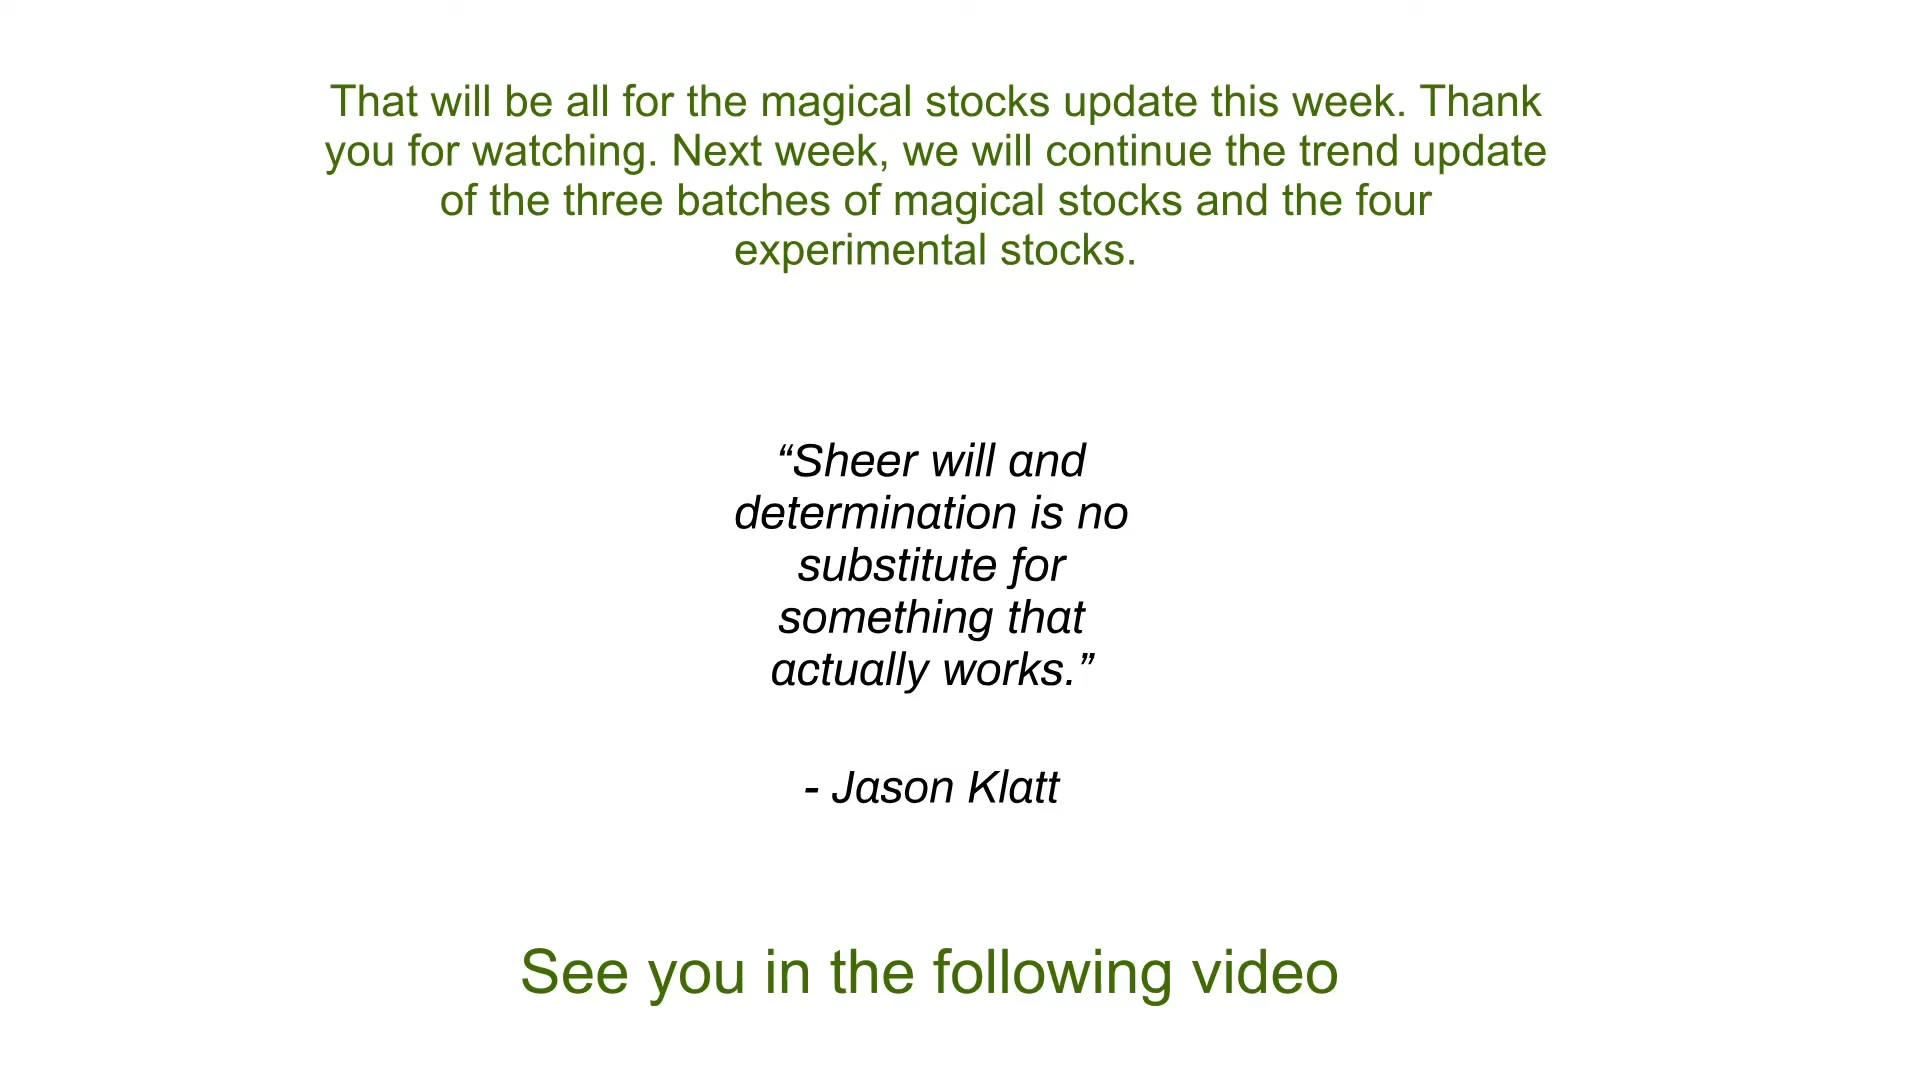 That will be all for the magical stocks update this week. Thank
you for watching. Next week, we will continue the trend update
of the three batches of magical stocks and the four
experimental stocks.
“Sheer will and
determination is no
substitute for
something that
actually works.”
- Jason Klatt
See you in the following video